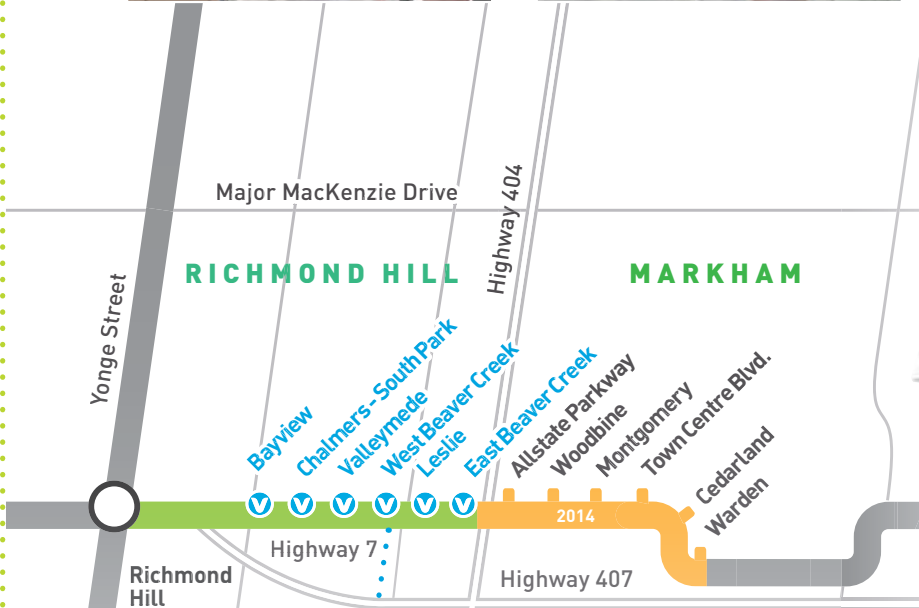 Major MacKenzie Drive
Highway 404
RICHMOND HILL
MARKHAM
Yonge Street
Bayview
Chalmers - South Park
Valleymede
West Beaver Creek
Leslie
East Beaver Creek
Allstate Parkway
Woodbine
Montgomery
Town Centre Blvd.
Cedarland
Warden
V
V
V
V
V
V
2014
Highway 7
Highway 407
Richmond
Hill